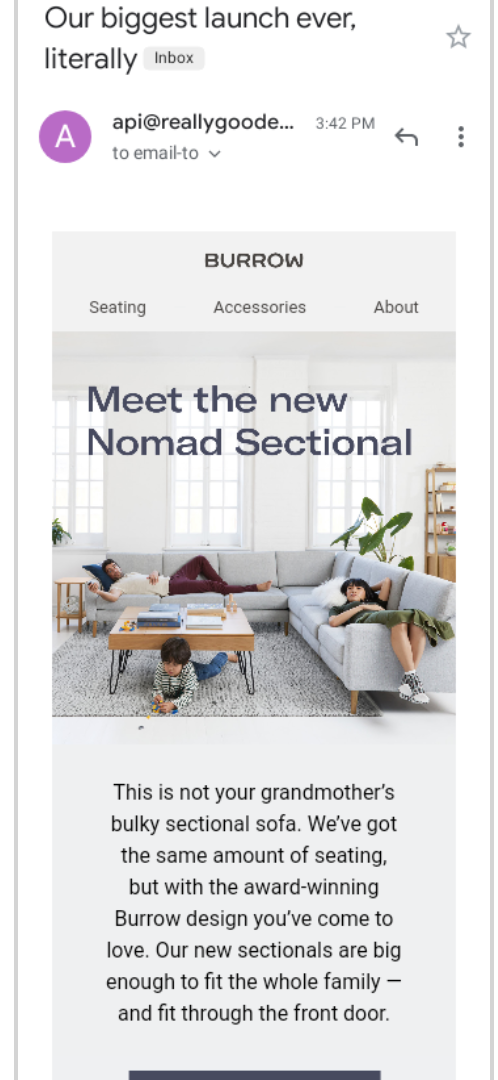 Our biggest launch ever,
literally Inbox
A
api@reallygoode... 3:42 PM
to email-to
BURROW
Seating Accessories About
Meet the new
Nomad Sectional
This is not your grandmother’s
bulky sectional sofa. We’ve got
the same amount of seating,
but with the award-winning
Burrow design you’ve come to
love. Our new sectionals are big
enough to fit the whole family —
and fit through the front door.